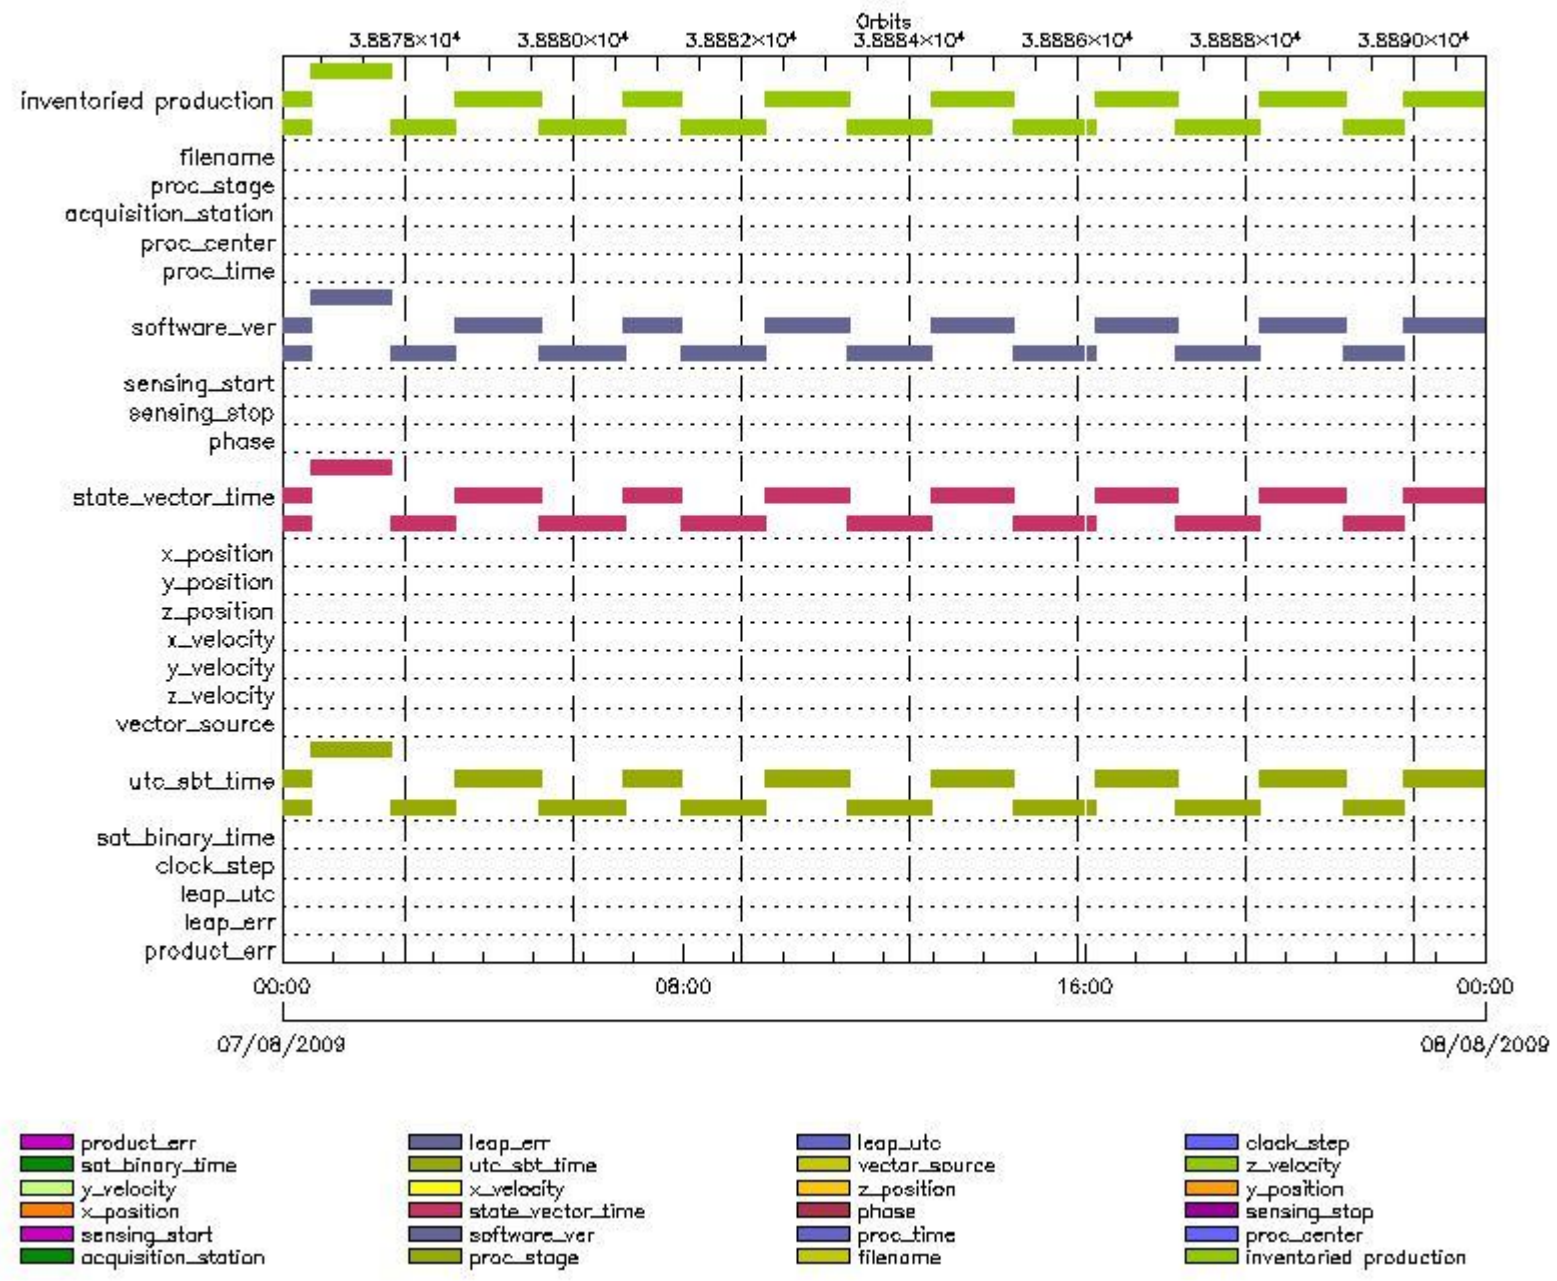 Orbits
3.8878×10⁴ 3.8880×10⁴ 3.8882×10⁴ 3.8884×10⁴ 3.8886×10⁴ 3.8888×10⁴ 3.8890×10⁴
inventoried production
filename
proc_stage
acquisition_station
proc_center
proc_time
software_ver
sensing_start
sensing_stop
phase
state_vector_time
x_position
y_position
z_position
x_velocity
y_velocity
z_velocity
vector_source
utc_sbt_time
sat_binary_time
clock_step
leap_utc
leap_err
product_err
00:00 08:00 16:00 00:00
07/08/2009 08/08/2009
product_err leap_err leap_utc clock_step
sat_binary_time utc_sbt_time vector_source z_velocity
y_velocity x_velocity z_position y_position
x_position state_vector_time phase sensing_stop
sensing_start software_ver proc_time proc_center
acquisition_station proc_stage filename inventoried production